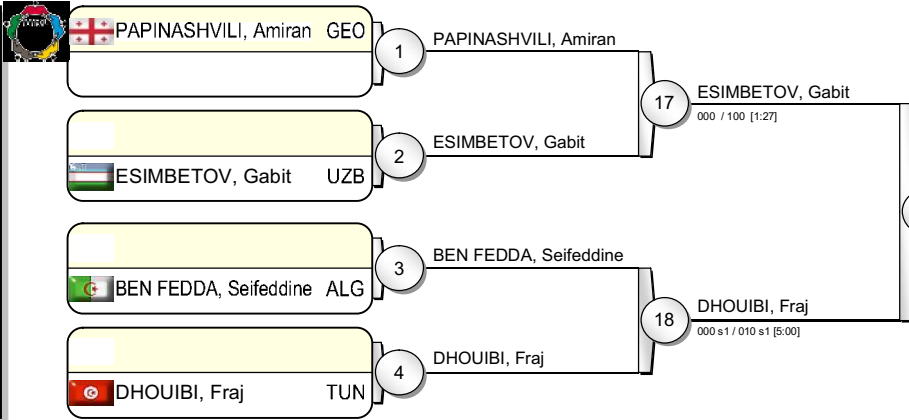 PAPINASHVILI, Amiran GEO
1
PAPINASHVILI, Amiran
17
ESIMBETOV, Gabit
000 / 100 [1:27]
2
ESIMBETOV, Gabit
ESIMBETOV, Gabit UZB
3
BEN FEDDA, Seifeddine
BEN FEDDA, Seifeddine ALG
18
DHOUIBI, Fraj
000 s1 / 010 s1 [5:00]
4
DHOUIBI, Fraj
DHOUIBI, Fraj TUN